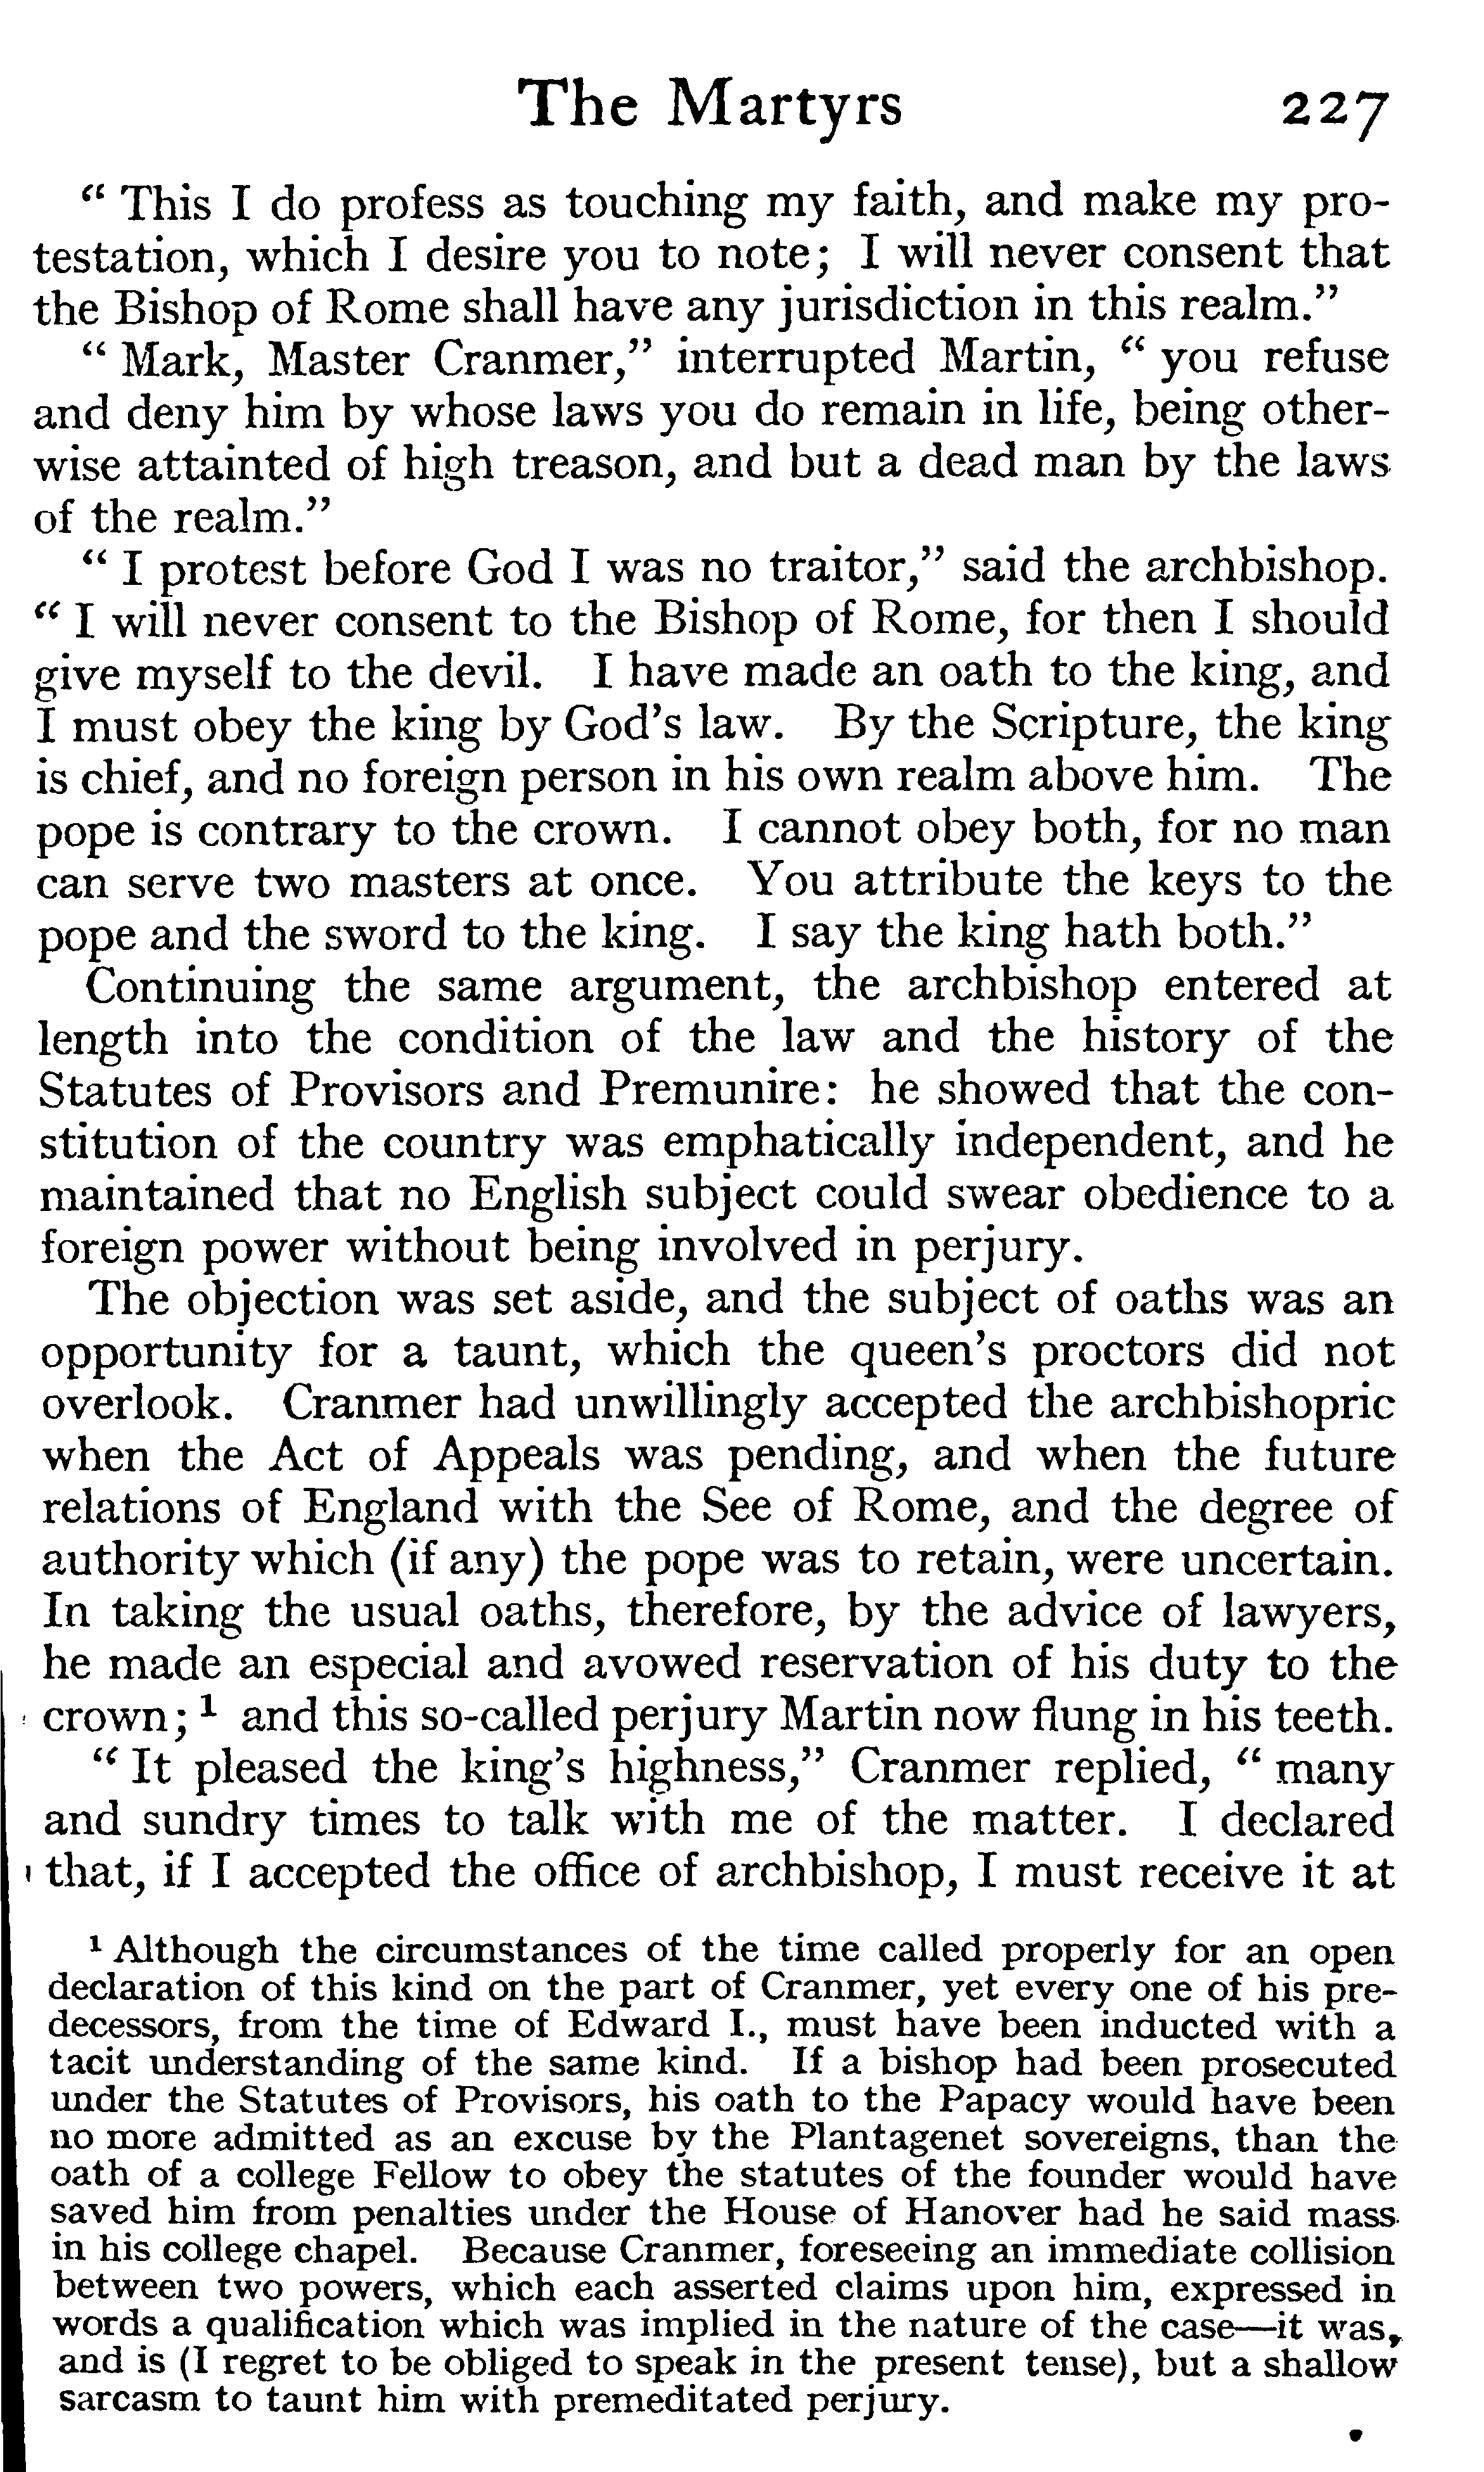 The Martyrs 227
“ This I do profess as touching my faith, and make my pro-
testation, which I desire you to note; I will never consent that
the Bishop of Rome shall have any jurisdiction in this realm.”
“ Mark, Master Cranmer,” interrupted Martin, “ you refuse
and deny him by whose laws you do remain in life, being other-
wise attainted of high treason, and but a dead man by the laws
of the realm.”
“ I protest before God I was no traitor,” said the archbishop.
“ I will never consent to the Bishop of Rome, for then I should
give myself to the devil. I have made an oath to the king, and
I must obey the king by God’s law. By the Scripture, the king
is chief, and no foreign person in his own realm above him. The
pope is contrary to the crown. I cannot obey both, for no man
can serve two masters at once. You attribute the keys to the
pope and the sword to the king. I say the king hath both.”
Continuing the same argument, the archbishop entered at
length into the condition of the law and the history of the
Statutes of Provisors and Premunire: he showed that the con-
stitution of the country was emphatically independent, and he
maintained that no English subject could swear obedience to a
foreign power without being involved in perjury.
The objection was set aside, and the subject of oaths was an
opportunity for a taunt, which the queen’s proctors did not
overlook. Cranmer had unwillingly accepted the archbishopric
when the Act of Appeals was pending, and when the future
relations of England with the See of Rome, and the degree of
authority which (if any) the pope was to retain, were uncertain.
In taking the usual oaths, therefore, by the advice of lawyers,
he made an especial and avowed reservation of his duty to the
crown; ¹ and this so-called perjury Martin now flung in his teeth.
“ It pleased the king’s highness,” Cranmer replied, “ many
and sundry times to talk with me of the matter. I declared
that, if I accepted the office of archbishop, I must receive it at
¹ Although the circumstances of the time called properly for an open
declaration of this kind on the part of Cranmer, yet every one of his pre-
decessors, from the time of Edward I., must have been inducted with a
tacit understanding of the same kind. If a bishop had been prosecuted
under the Statutes of Provisors, his oath to the Papacy would have been
no more admitted as an excuse by the Plantagenet sovereigns, than the
oath of a college Fellow to obey the statutes of the founder would have
saved him from penalties under the House of Hanover had he said mass
in his college chapel. Because Cranmer, foreseeing an immediate collision
between two powers, which each asserted claims upon him, expressed in
words a qualification which was implied in the nature of the case—it was,
and is (I regret to be obliged to speak in the present tense), but a shallow
sarcasm to taunt him with premeditated perjury.